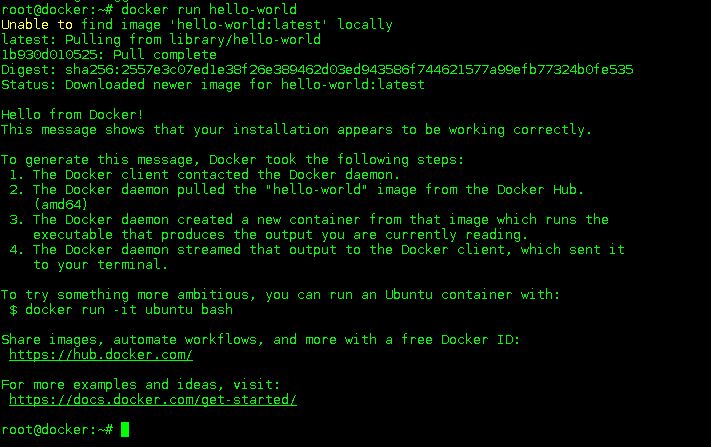 root@docker:~# docker run hello-world
Unable to find image 'hello-world:latest' locally
latest: Pulling from library/hello-world
1b930d010525: Pull complete
Digest: sha256:2557e3c07ed1e38f26e389462d03ed943586f744621577a99efb77324b0fe535
Status: Downloaded newer image for hello-world:latest

Hello from Docker!
This message shows that your installation appears to be working correctly.

To generate this message, Docker took the following steps:
 1. The Docker client contacted the Docker daemon.
 2. The Docker daemon pulled the "hello-world" image from the Docker Hub.
    (amd64)
 3. The Docker daemon created a new container from that image which runs the
    executable that produces the output you are currently reading.
 4. The Docker daemon streamed that output to the Docker client, which sent it
    to your terminal.

To try something more ambitious, you can run an Ubuntu container with:
 $ docker run -it ubuntu bash

Share images, automate workflows, and more with a free Docker ID:
 https://hub.docker.com/

For more examples and ideas, visit:
 https://docs.docker.com/get-started/

root@docker:~#